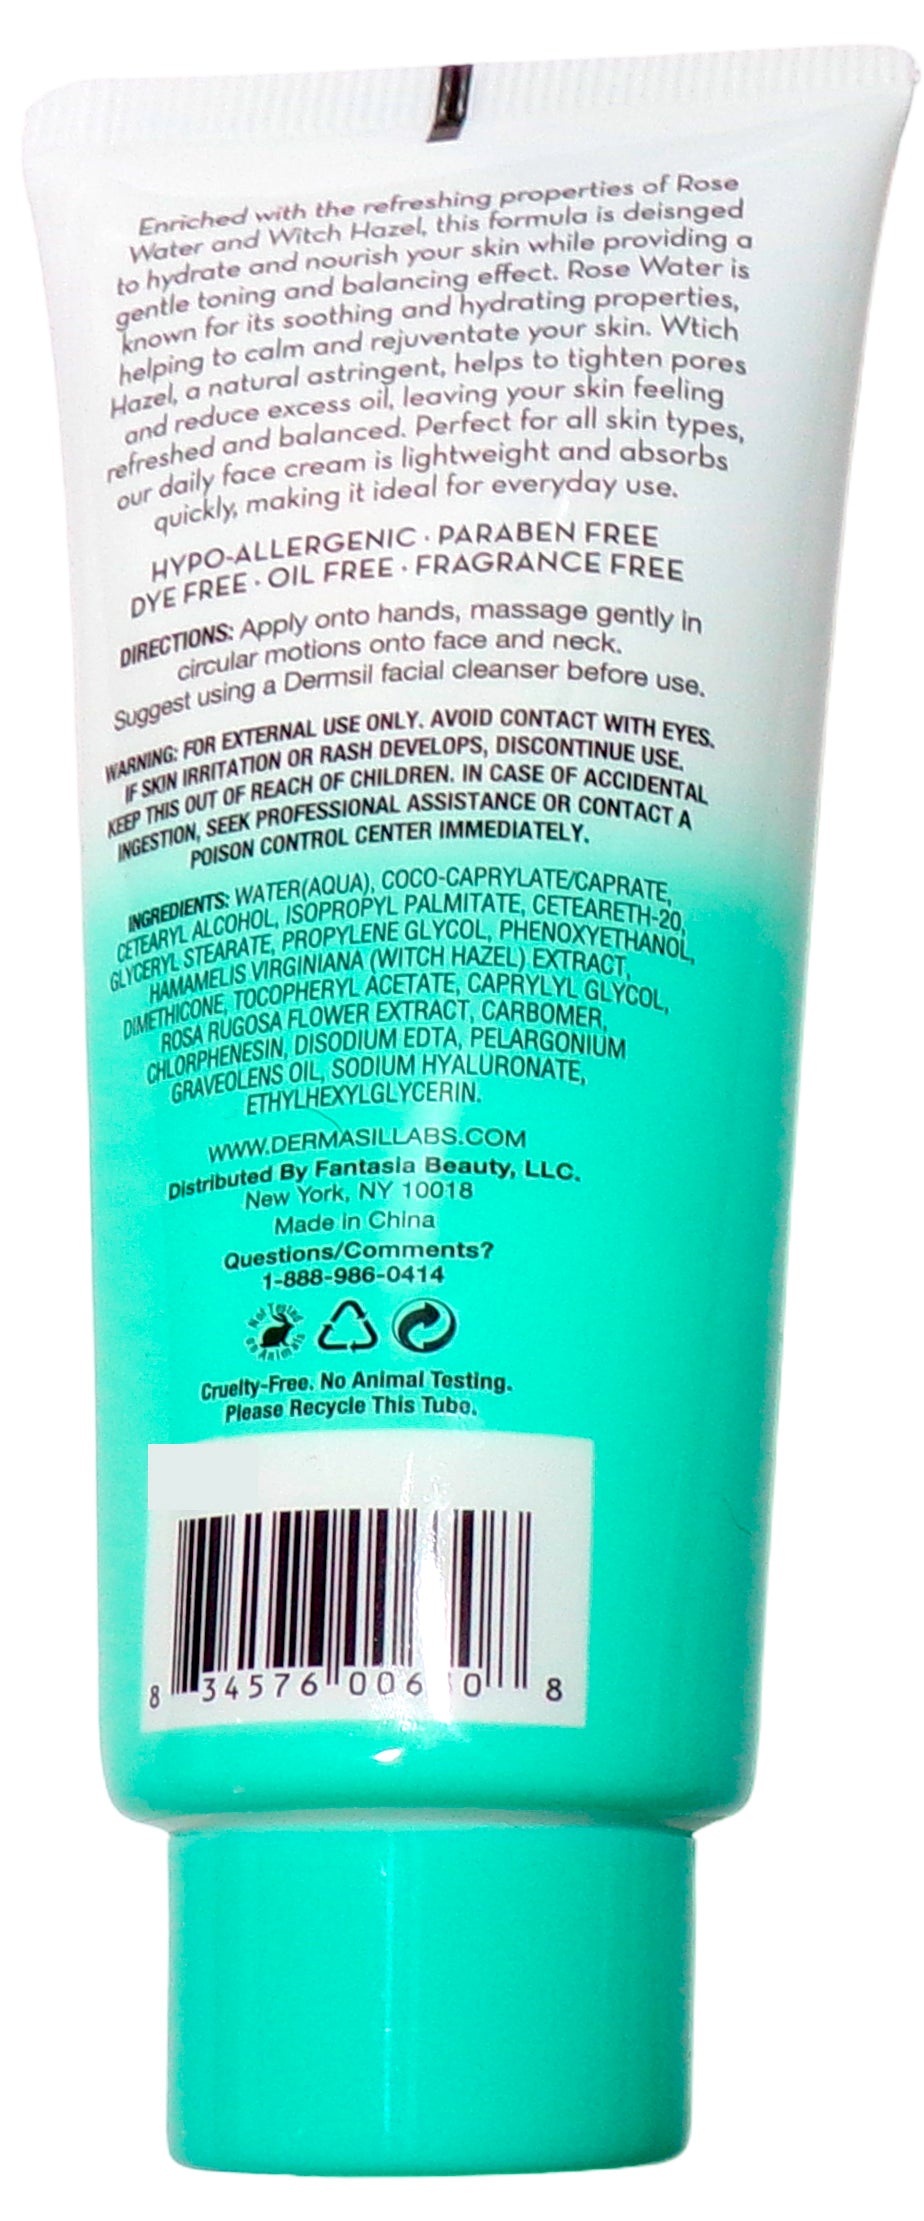 Enriched with the refreshing properties of Rose
Water and Witch Hazel, this formula is deisnged
to hydrate and nourish your skin while providing a
gentle toning and balancing effect. Rose Water is
known for its soothing and hydrating properties,
helping to calm and rejuventate your skin. Wtich
Hazel, a natural astringent, helps to tighten pores
and reduce excess oil, leaving your skin feeling
refreshed and balanced. Perfect for all skin types,
our daily face cream is lightweight and absorbs
quickly, making it ideal for everyday use.
HYPO-ALLERGENIC · PARABEN FREE
DYE FREE · OIL FREE · FRAGRANCE FREE
DIRECTIONS: Apply onto hands, massage gently in
circular motions onto face and neck.
Suggest using a Dermsil facial cleanser before use.
WARNING: FOR EXTERNAL USE ONLY. AVOID CONTACT WITH EYES.
IF SKIN IRRITATION OR RASH DEVELOPS, DISCONTINUE USE.
KEEP THIS OUT OF REACH OF CHILDREN. IN CASE OF ACCIDENTAL
INGESTION, SEEK PROFESSIONAL ASSISTANCE OR CONTACT A
POISON CONTROL CENTER IMMEDIATELY.
INGREDIENTS: WATER(AQUA), COCO-CAPRYLATE/CAPRATE,
CETEARYL ALCOHOL, ISOPROPYL PALMITATE, CETEARETH-20,
GLYCERYL STEARATE, PROPYLENE GLYCOL, PHENOXYETHANOL,
HAMAMELIS VIRGINIANA (WITCH HAZEL) EXTRACT,
DIMETHICONE, TOCOPHERYL ACETATE, CAPRYLYL GLYCOL,
ROSA RUGOSA FLOWER EXTRACT, CARBOMER,
CHLORPHENESIN, DISODIUM EDTA, PELARGONIUM
GRAVEOLENS OIL, SODIUM HYALURONATE,
ETHYLHEXYLGLYCERIN.
WWW.DERMASILLABS.COM
Distributed By Fantasia Beauty, LLC.
New York, NY 10018
Made in China
Questions/Comments?
1-888-986-0414
Not Tested on Animals
Cruelty-Free. No Animal Testing.
Please Recycle This Tube.
8 34576 006 0 8